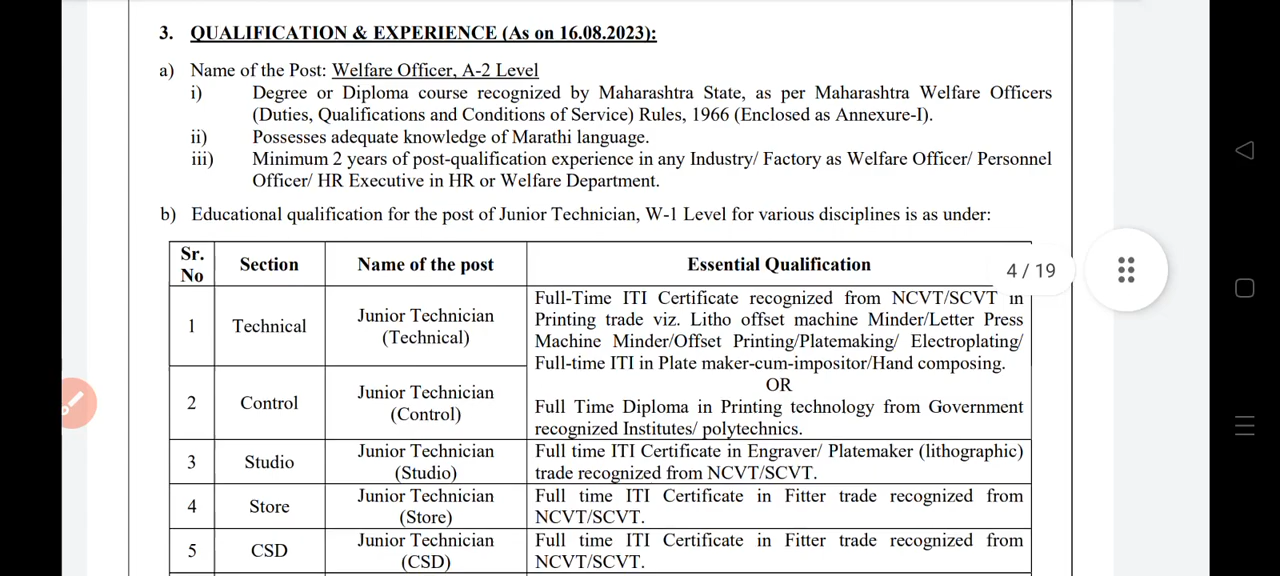 3. QUALIFICATION & EXPERIENCE (As on 16.08.2023):
a) Name of the Post: Welfare Officer, A-2 Level
i) Degree or Diploma course recognized by Maharashtra State, as per Maharashtra Welfare Officers
(Duties, Qualifications and Conditions of Service) Rules, 1966 (Enclosed as Annexure-I).
ii) Possesses adequate knowledge of Marathi language.
iii) Minimum 2 years of post-qualification experience in any Industry/ Factory as Welfare Officer/ Personnel
Officer/ HR Executive in HR or Welfare Department.
b) Educational qualification for the post of Junior Technician, W-1 Level for various disciplines is as under:
Sr.
No
Section
Name of the post
Essential Qualification
4 / 19
1
Technical
Junior Technician
(Technical)
Full-Time ITI Certificate recognized from NCVT/SCVT in
Printing trade viz. Litho offset machine Minder/Letter Press
Machine Minder/Offset Printing/Platemaking/ Electroplating/
Full-time ITI in Plate maker-cum-impositor/Hand composing.
OR
Full Time Diploma in Printing technology from Government
recognized Institutes/ polytechnics.
2
Control
Junior Technician
(Control)
3
Studio
Junior Technician
(Studio)
Full time ITI Certificate in Engraver/ Platemaker (lithographic)
trade recognized from NCVT/SCVT.
4
Store
Junior Technician
(Store)
Full time ITI Certificate in Fitter trade recognized from
NCVT/SCVT.
5
CSD
Junior Technician
(CSD)
Full time ITI Certificate in Fitter trade recognized from
NCVT/SCVT.